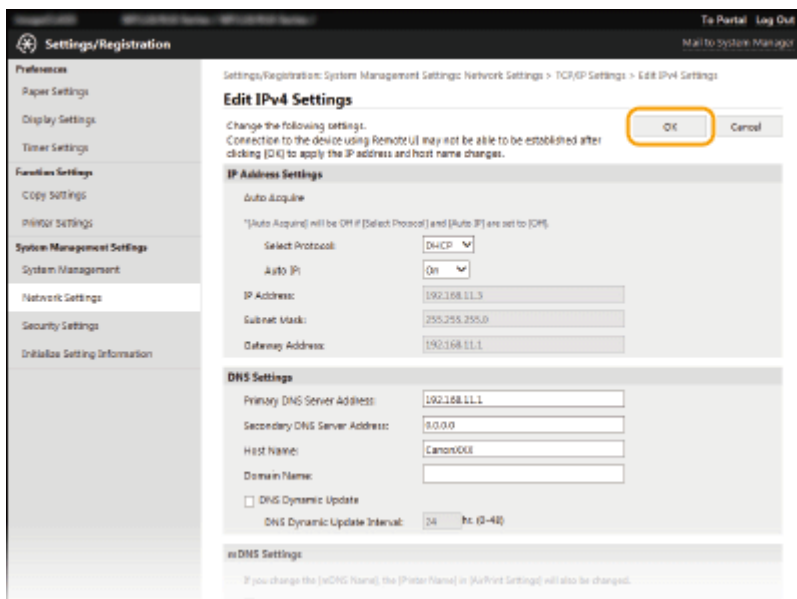 To Portal Log Out
Settings/Registration
Mail to System Manager
Preferences
Paper Settings
Display Settings
Timer Settings
Function Settings
Copy Settings
Printer Settings
System Management Settings
System Management
Network Settings
Security Settings
Initialize Setting Information
Settings/Registration: System Management Settings: Network Settings > TCP/IP Settings > Edit IPv4 Settings
Edit IPv4 Settings
Change the following settings.
Connection to the device using Remote UI may not be able to be established after
clicking [OK] to apply the IP address and host name changes.
OK
Cancel
IP Address Settings
Auto Acquire
*[Auto Acquire] will be Off if [Select Protocol] and [Auto IP] are set to [Off].
Select Protocol: DHCP
Auto IP: On
IP Address: 192.168.11.3
Subnet Mask: 255.255.255.0
Gateway Address: 192.168.11.1
DNS Settings
Primary DNS Server Address: 192.168.11.1
Secondary DNS Server Address: 0.0.0.0
Host Name: CanonXXX
Domain Name:
DNS Dynamic Update
DNS Dynamic Update Interval: 24 hr. (0-48)
mDNS Settings
If you change the [mDNS Name], the [Printer Name] in [AirPrint Settings] will also be changed.